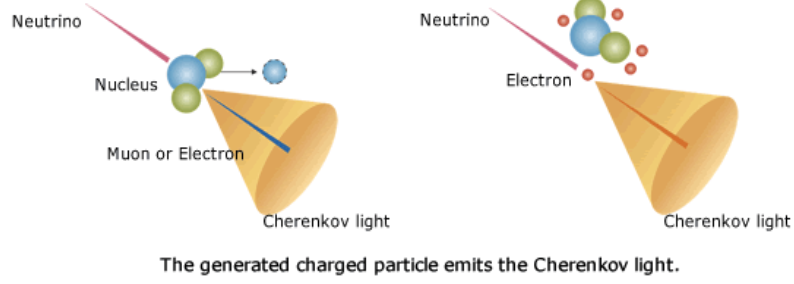 Neutrino
Nucleus
Muon or Electron
Cherenkov light
Neutrino
Electron
Cherenkov light
The generated charged particle emits the Cherenkov light.